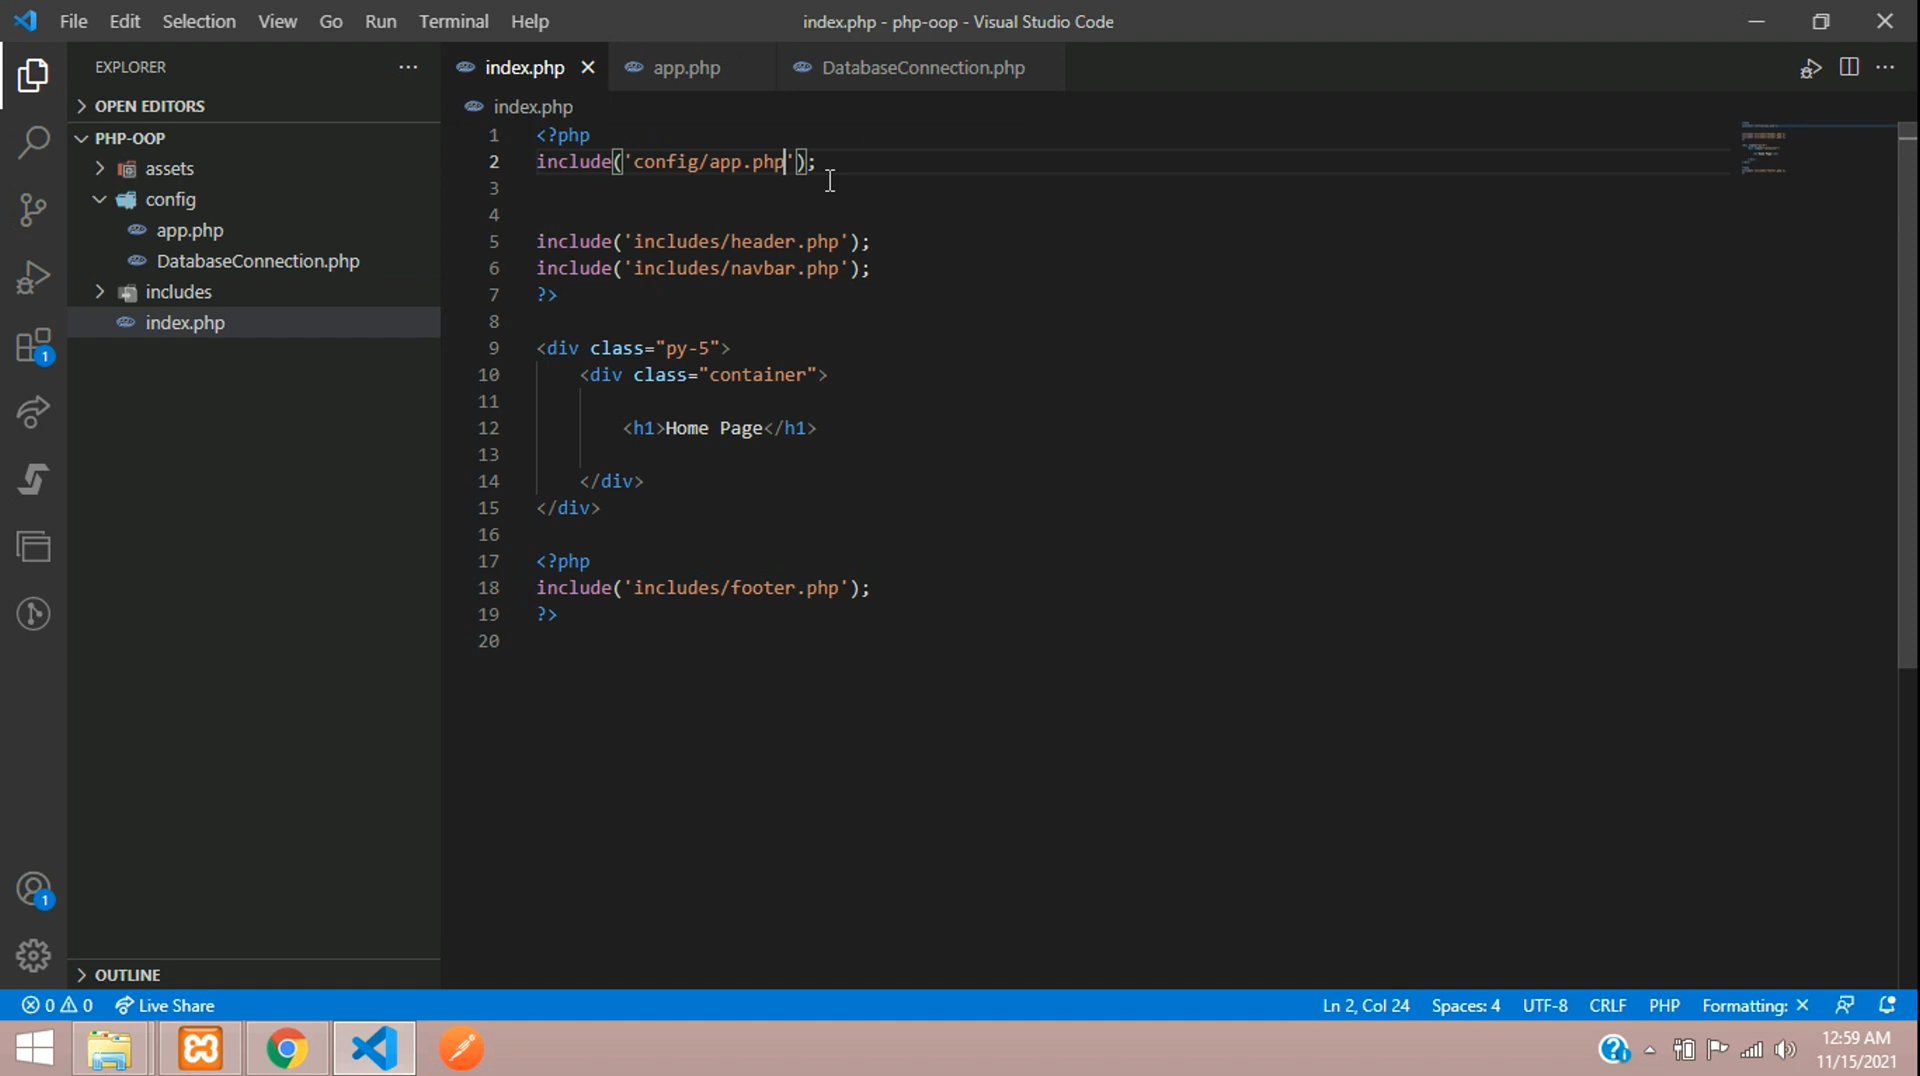 File Edit Selection View Go Run Terminal Help index.php - php-oop - Visual Studio Code
EXPLORER
index.php app.php DatabaseConnection.php
OPEN EDITORS
PHP-OOP
assets
config
app.php
DatabaseConnection.php
includes
index.php
index.php
1 <?php
2 include('config/app.php');
3
4
5 include('includes/header.php');
6 include('includes/navbar.php');
7 ?>
8
9 <div class="py-5">
10 <div class="container">
11
12 <h1>Home Page</h1>
13
14 </div>
15 </div>
16
17 <?php
18 include('includes/footer.php');
19 ?>
20
1
1
OUTLINE
0 0 Live Share Ln 2, Col 24 Spaces: 4 UTF-8 CRLF PHP Formatting: ×
12:59 AM
11/15/2021